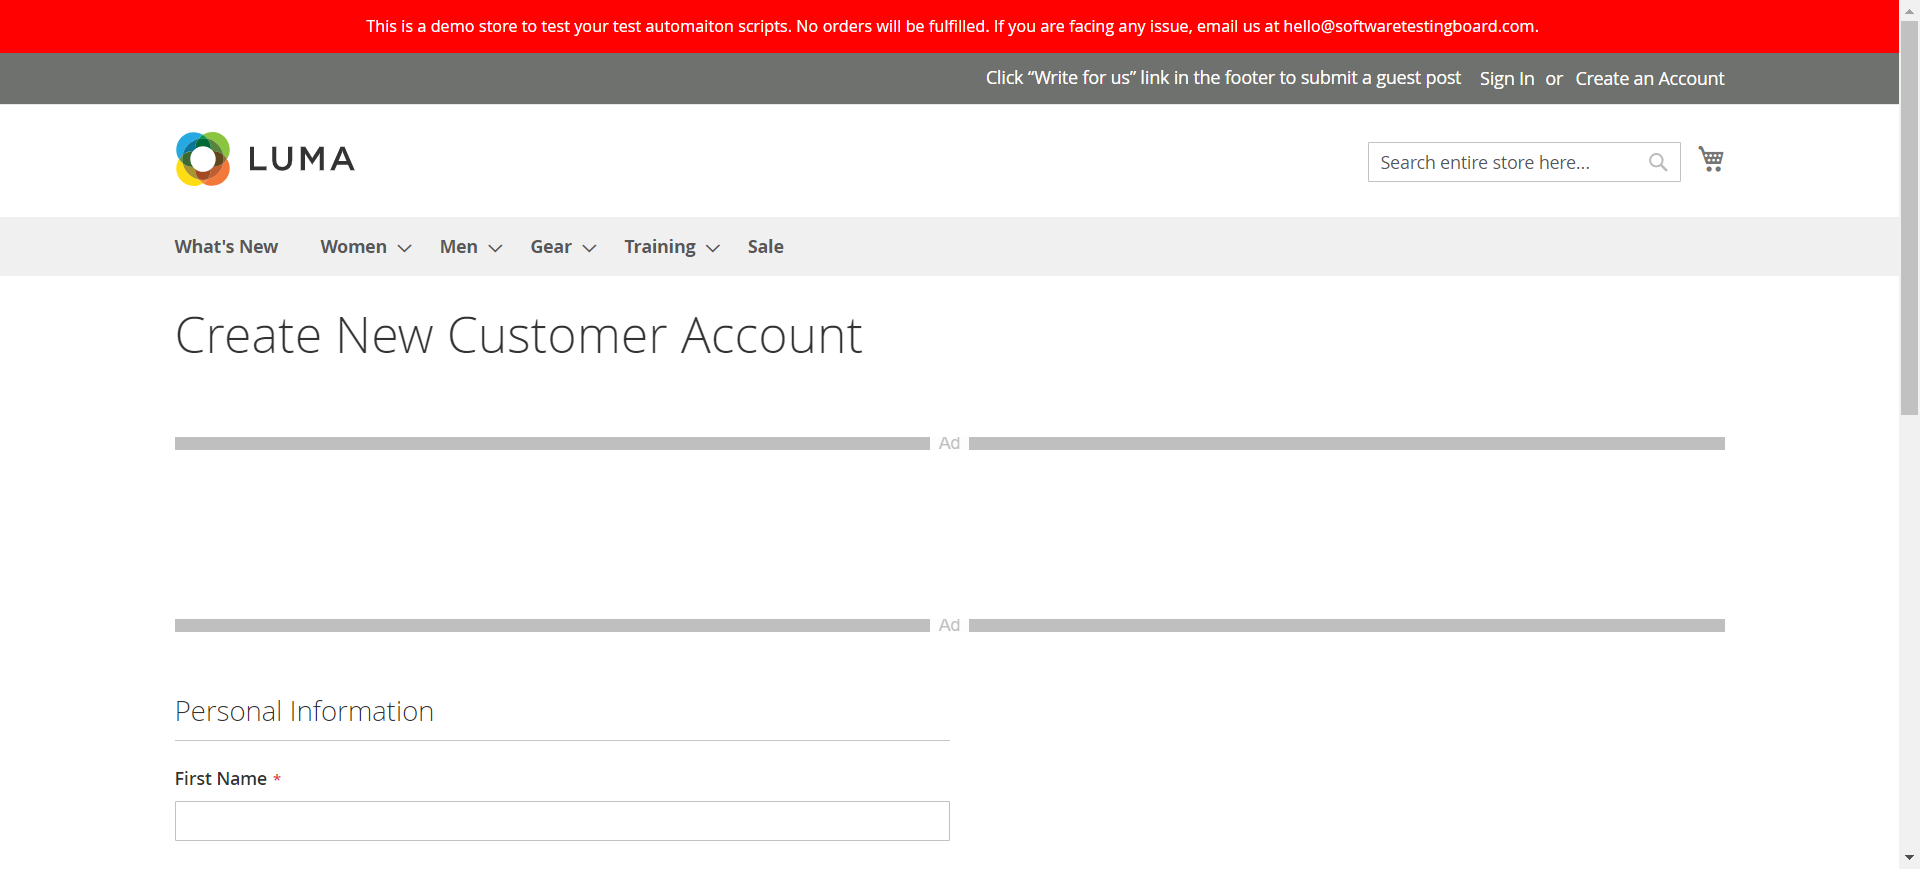 This is a demo store to test your test automaiton scripts. No orders will be fulfilled. If you are facing any issue, email us at hello@softwaretestingboard.com.
Click “Write for us” link in the footer to submit a guest post Sign In or Create an Account
LUMA
Search entire store here...
What's New Women Men Gear Training Sale
Create New Customer Account
Ad
Ad
Personal Information
First Name *